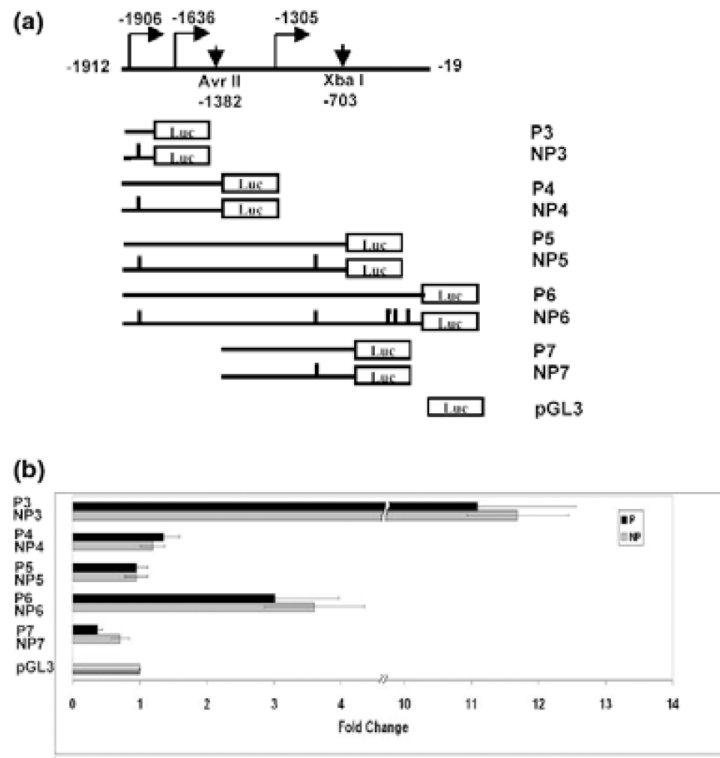 (a)
-1906 -1636 -1305
-1912 -19
Avr II Xba I
-1382 -703
Luc P3
Luc NP3
Luc P4
Luc NP4
Luc P5
Luc NP5
Luc P6
Luc NP6
Luc P7
Luc NP7
Luc pGL3
(b)
P3
NP3
P
NP
P4
NP4
P5
NP5
P6
NP6
P7
NP7
pGL3
0 1 2 3 4 10 11 12 13 14
Fold Change